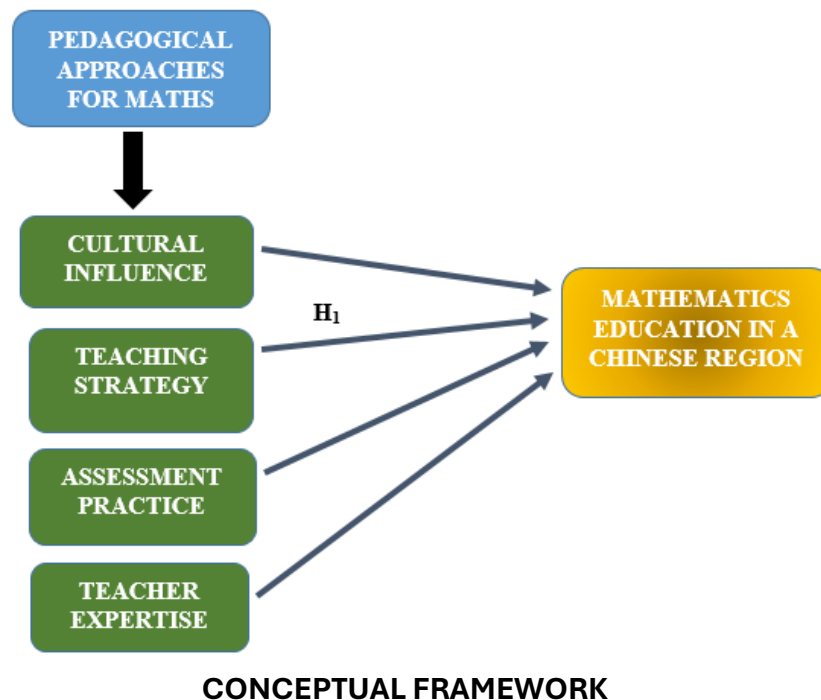 PEDAGOGICAL
APPROACHES
FOR MATHS
CULTURAL
INFLUENCE
H₁
TEACHING
STRATEGY
ASSESSMENT
PRACTICE
TEACHER
EXPERTISE
MATHEMATICS
EDUCATION IN A
CHINESE REGION
CONCEPTUAL FRAMEWORK